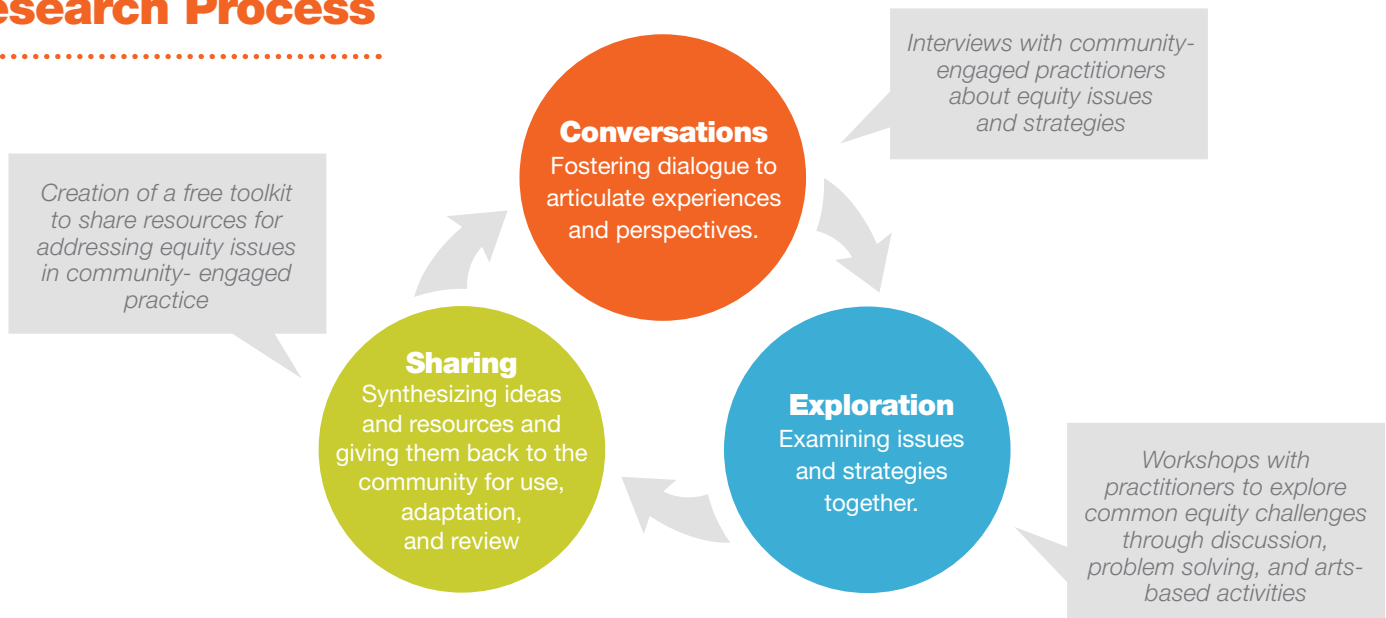 esearch Process
Conversations
Fostering dialogue to
articulate experiences
and perspectives.
Interviews with community-
engaged practitioners
about equity issues
and strategies
Exploration
Examining issues
and strategies
together.
Workshops with
practitioners to explore
common equity challenges
through discussion,
problem solving, and arts-
based activities
Sharing
Synthesizing ideas
and resources and
giving them back to the
community for use,
adaptation,
and review
Creation of a free toolkit
to share resources for
addressing equity issues
in community- engaged
practice